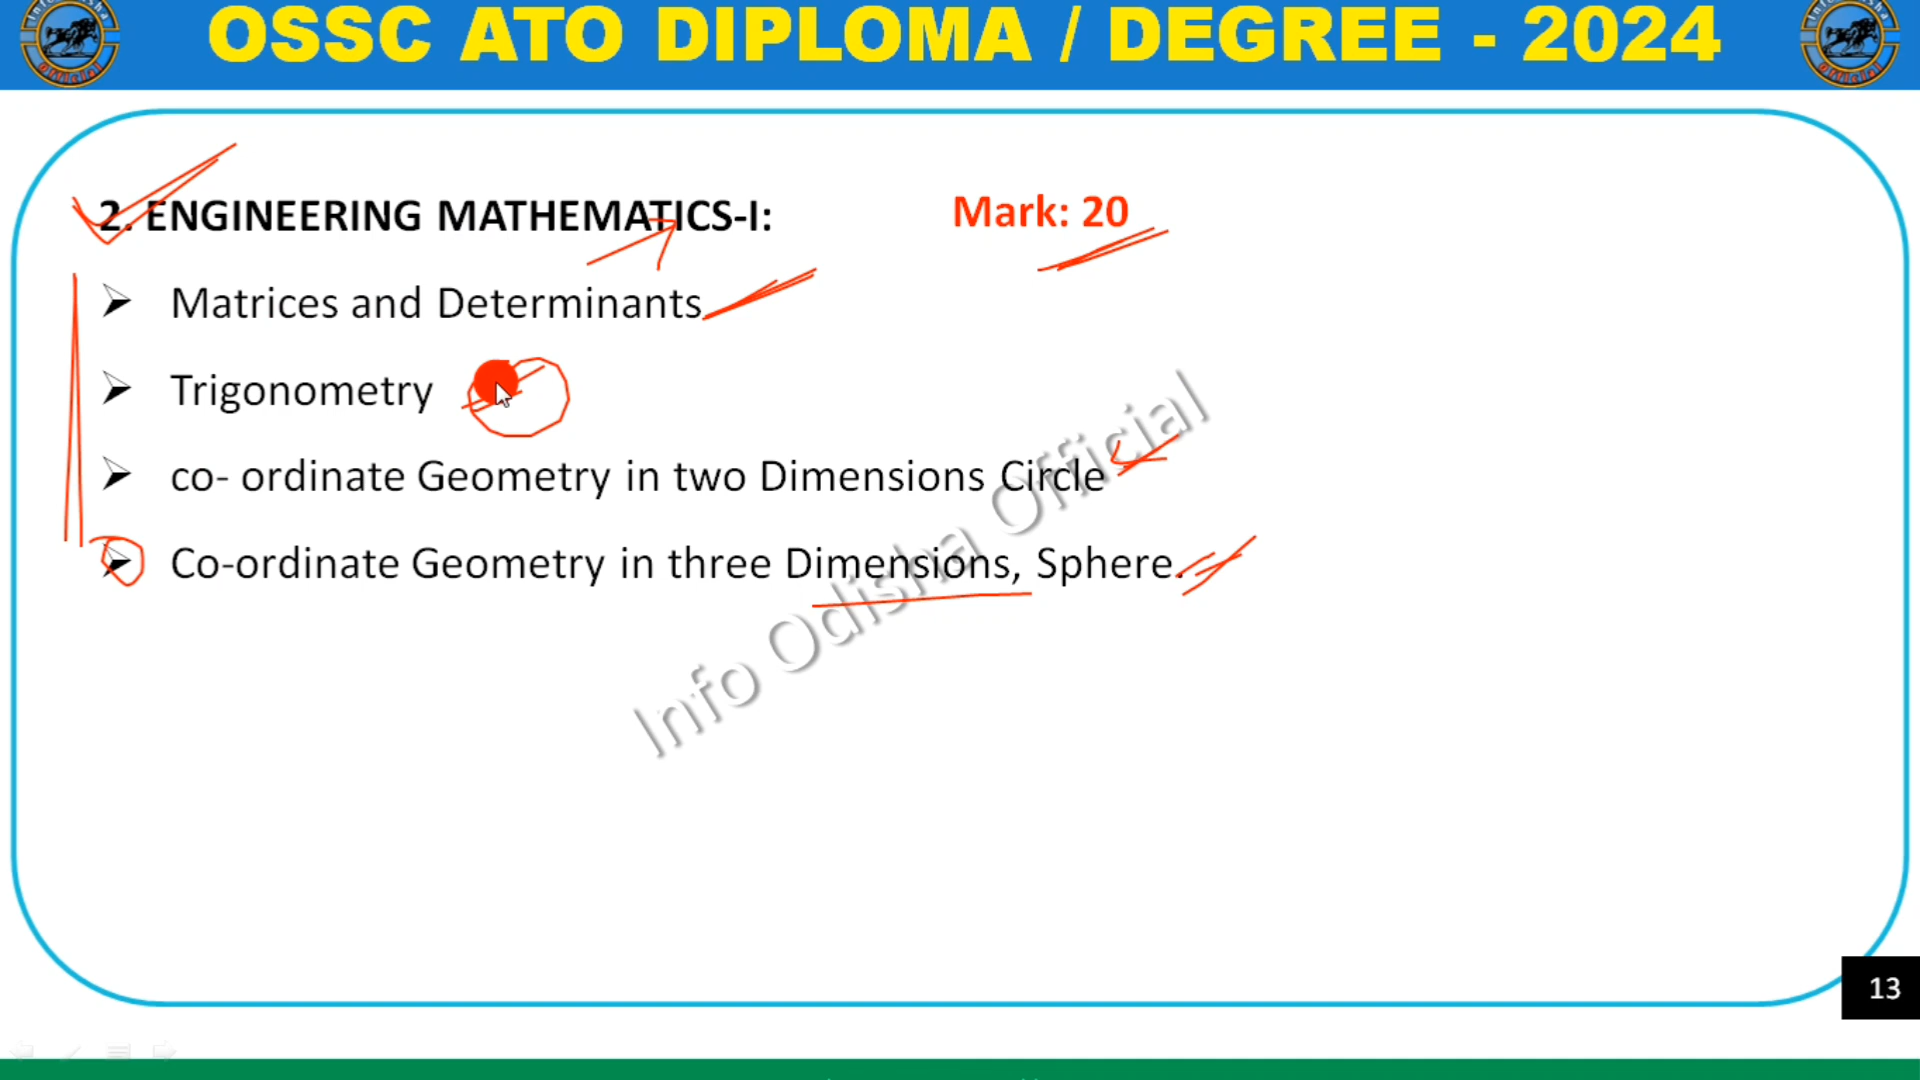 OSSC ATO DIPLOMA / DEGREE - 2024
2. ENGINEERING MATHEMATICS-I:
Mark: 20
Matrices and Determinants
Trigonometry
co- ordinate Geometry in two Dimensions Circle
Co-ordinate Geometry in three Dimensions, Sphere.
Info Odisha Official
13